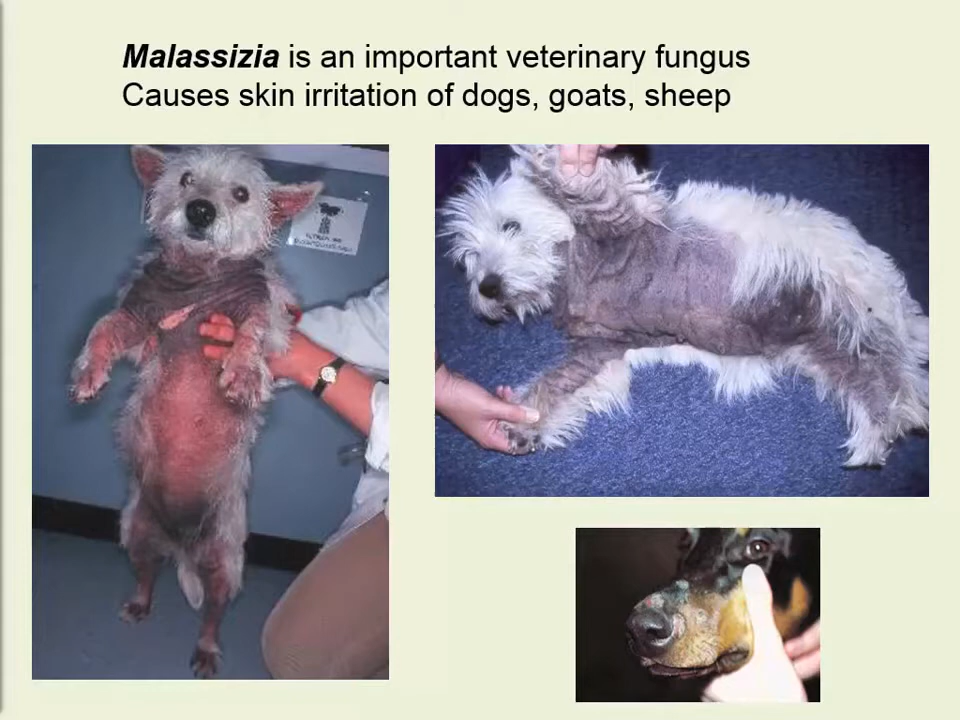 Malassizia is an important veterinary fungus
Causes skin irritation of dogs, goats, sheep